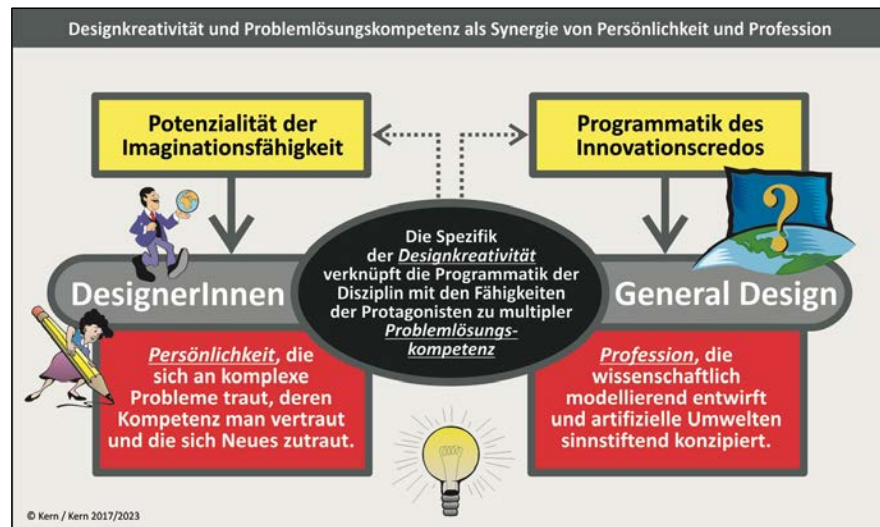 Designkreativität und Problemlösungskompetenz als Synergie von Persönlichkeit und Profession
Potenzialität der
Imaginationsfähigkeit
Programmatik des
Innovationscredos
?
DesignerInnen
Die Spezifik
der Designkreativität
verknüpft die Programmatik der
Disziplin mit den Fähigkeiten
der Protagonisten zu multipler
Problemlösungs-
kompetenz
General Design
Persönlichkeit, die
sich an komplexe
Probleme traut, deren
Kompetenz man vertraut
und die sich Neues zutraut.
Profession, die
wissenschaftlich
modellierend entwirft
und artifizielle Umwelten
sinnstiftend konzipiert.
© Kern / Kern 2017/2023